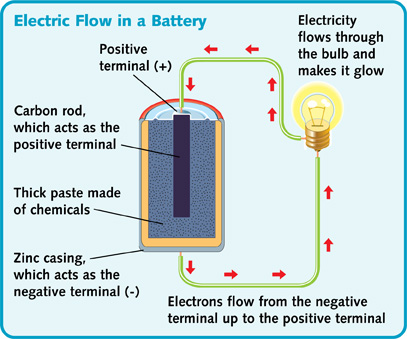 Electric Flow in a Battery
Positive
terminal (+)
Electricity
flows through
the bulb and
makes it glow
Carbon rod,
which acts as the
positive terminal
Thick paste made
of chemicals
Zinc casing,
which acts as the
negative terminal (-)
Electrons flow from the negative
terminal up to the positive terminal